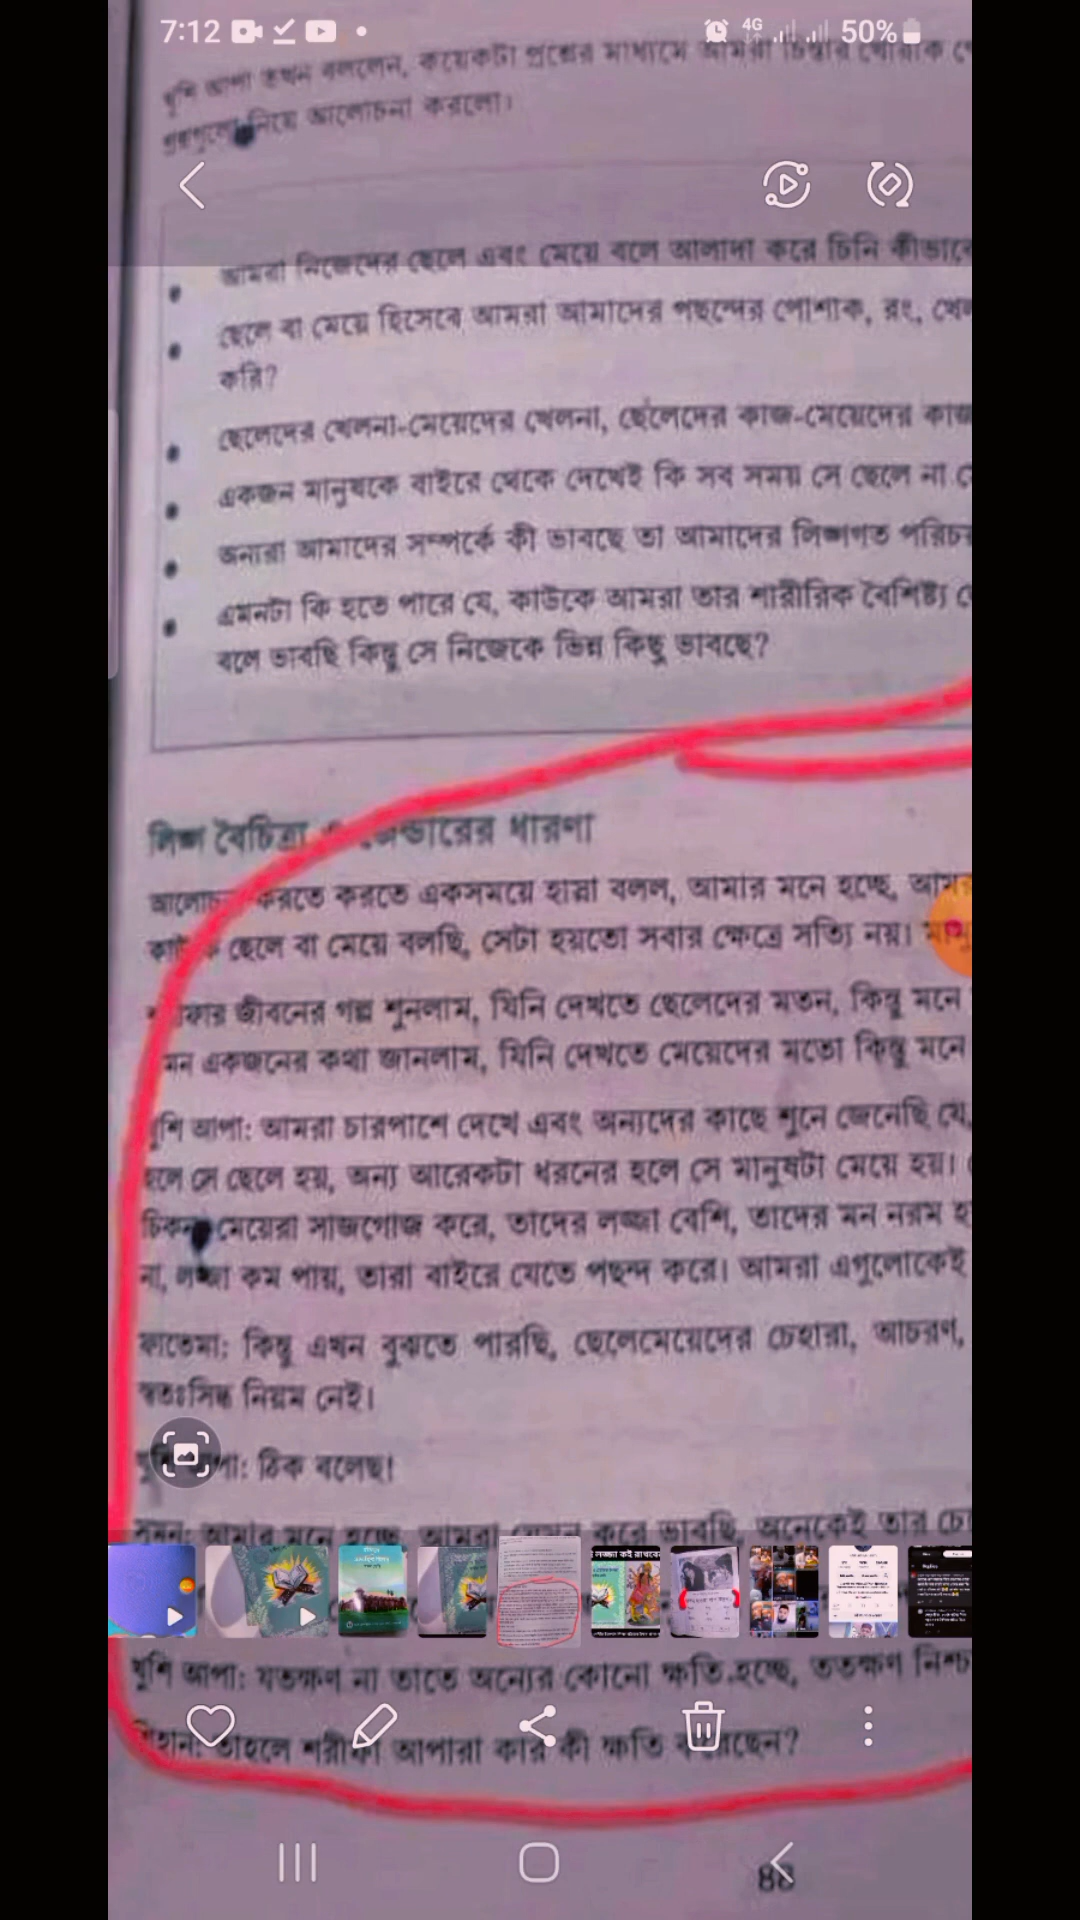 7:12
4G
50%
খুশি আপা তখন বললেন, কয়েকটা প্রশ্নের মাধ্যমে আমরা চিন্তার খোরাক
নিয়ে আলোচনা করলো।
আমরা নিজেদের ছেলে এবং মেয়ে বলে আলাদা করে চিনি কীভাবে
ছেলে বা মেয়ে হিসেবে আমরা আমাদের পছন্দের পোশাক, রং,
করি?
ছেলেদের খেলনা-মেয়েদের খেলনা, ছেলেদের কাজ-মেয়েদের কাজ
একজন মানুষকে বাইরে থেকে দেখেই কি সব সময় সে ছেলে না
অন্যরা আমাদের সম্পর্কে কী ভাবছে তা আমাদের লিঙ্গগত
এমনটা কি হতে পারে যে, কাউকে আমরা তার শারীরিক বৈশিষ্ট্য
বলে ভাবছি কিন্তু সে নিজেকে ভিন্ন কিছু ভাবছে?
লিঙ্গ বৈচিত্র্য জেন্ডারের ধারণা
করতে করতে একসময়ে হাস্না বলল, আমার মনে হচ্ছে,
ছেলে বা মেয়ে বলছি, সেটা হয়তো সবার ক্ষেত্রে সত্যি নয়।
জীবনের গল্প শুনলাম, যিনি দেখতে ছেলেদের মতন, কিন্তু মনে
একজনের কথা জানলাম, যিনি দেখতে মেয়েদের মতো কিন্তু মনে
খুশি আপা: আমরা চারপাশে দেখে এবং অন্যদের কাছে শুনে জেনেছি যে,
হলে সে ছেলে হয়, অন্য আরেকটা ধরনের হলে সে মানুষটা মেয়ে হয়।
মেয়েরা সাজগোজ করে, তাদের লজ্জা বেশি, তাদের মন নরম
না, লজ্জা কম পায়, তারা বাইরে যেতে পছন্দ করে। আমরা এগুলোকেই
ফাতেমা: কিন্তু এখন বুঝতে পারছি, ছেলেমেয়েদের চেহারা, আচরণ,
স্বতঃসিদ্ধ নিয়ম নেই।
আপা: ঠিক বলেছ!
আমার মনে হচ্ছে, আমরা যেমন করে ভাবছি, অনেকেই তার
খুশি আপা: যতক্ষণ না তাতে অন্যের কোনো ক্ষতি হচ্ছে, ততক্ষণ
তাহলে শরীফা আপারা কার কী ক্ষতি করেছেন?